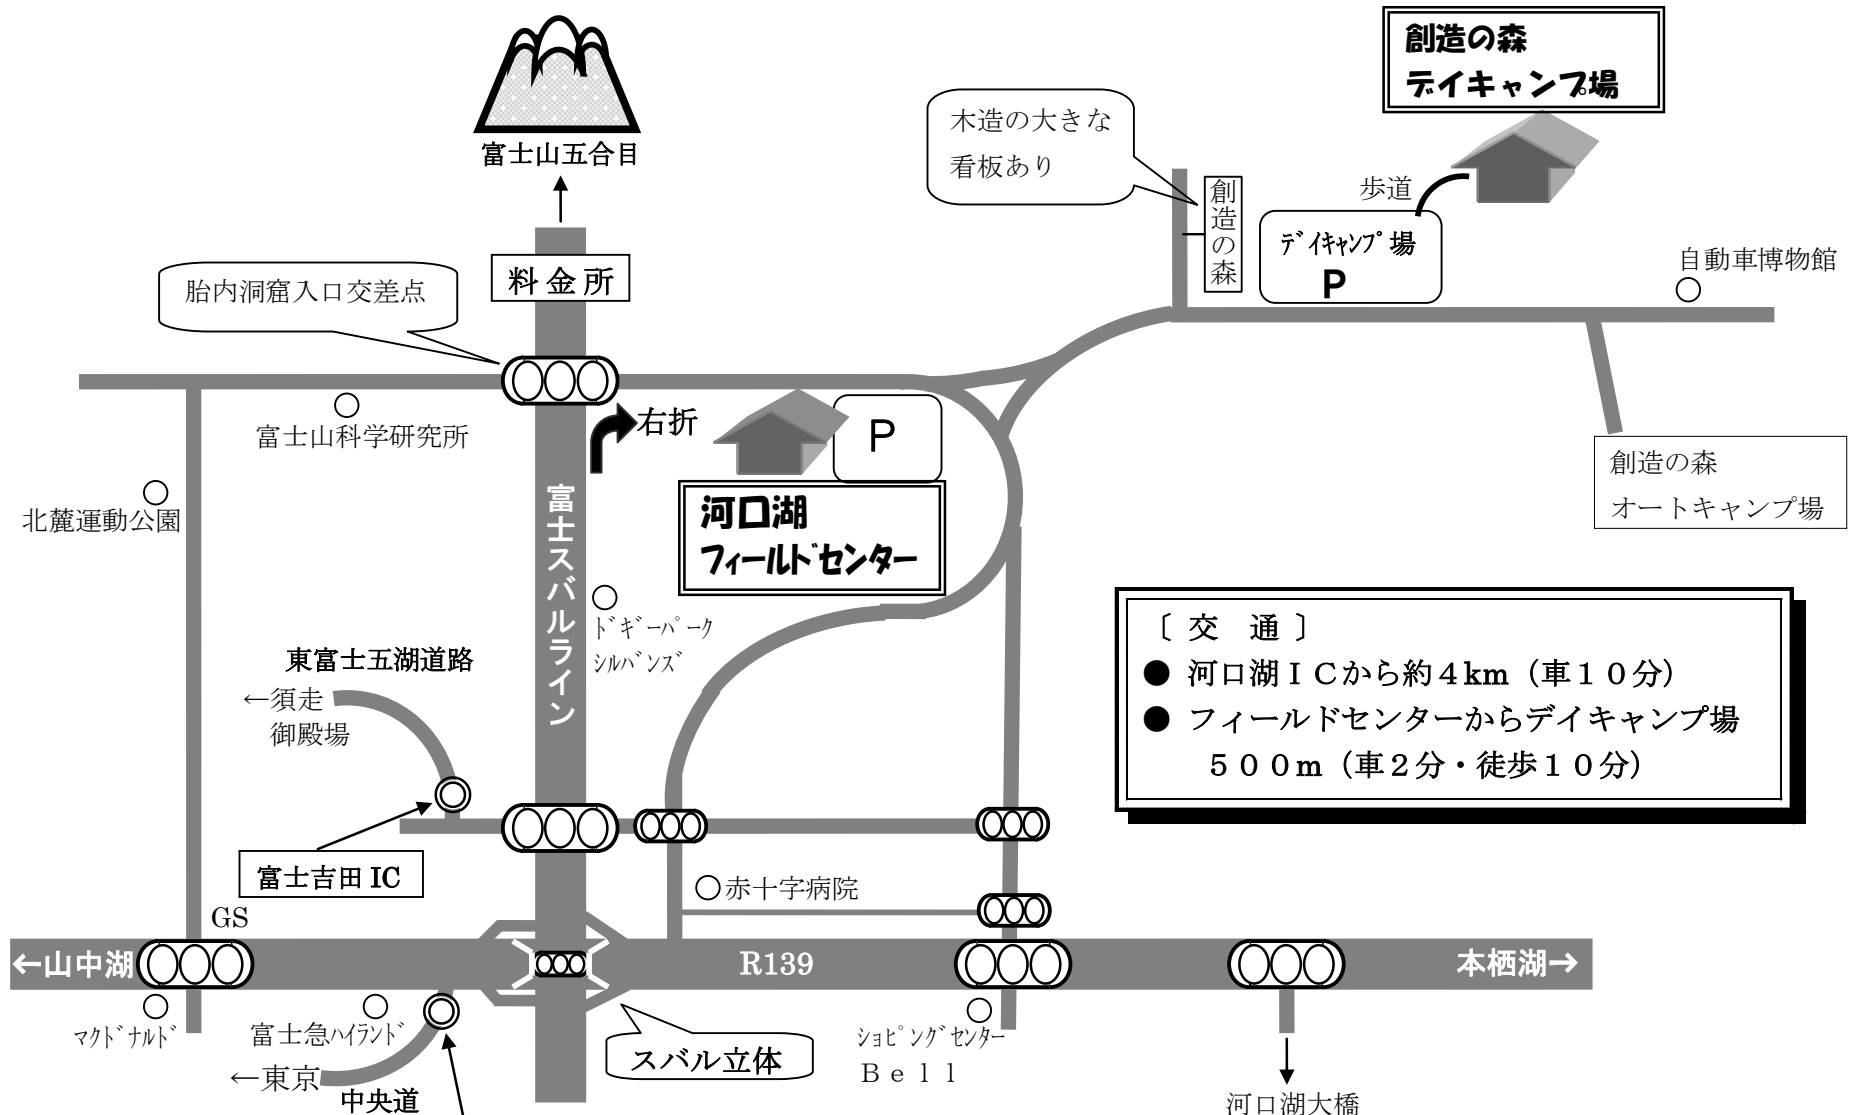 創造の森
デイキャンプ場
木造の大きな
看板あり
富士山五合目
創造の森
歩道
デイキャンプ場
P
自動車博物館
料金所
胎内洞窟入口交差点
富士山科学研究所
右折
P
河口湖
フィールドセンター
創造の森
オートキャンプ場
北麓運動公園
富士スバルライン
ドギーパーク
シルバンズ
東富士五湖道路
←須走
御殿場
〔 交 通 〕
● 河口湖ICから約4km(車10分)
● フィールドセンターからデイキャンプ場
500m(車2分・徒歩10分)
富士吉田 IC
赤十字病院
GS
←山中湖
R139
本栖湖→
マクドナルド
富士急ハイランド
スバル立体
ショピングセンター
Bell
←東京
中央道
河口湖大橋